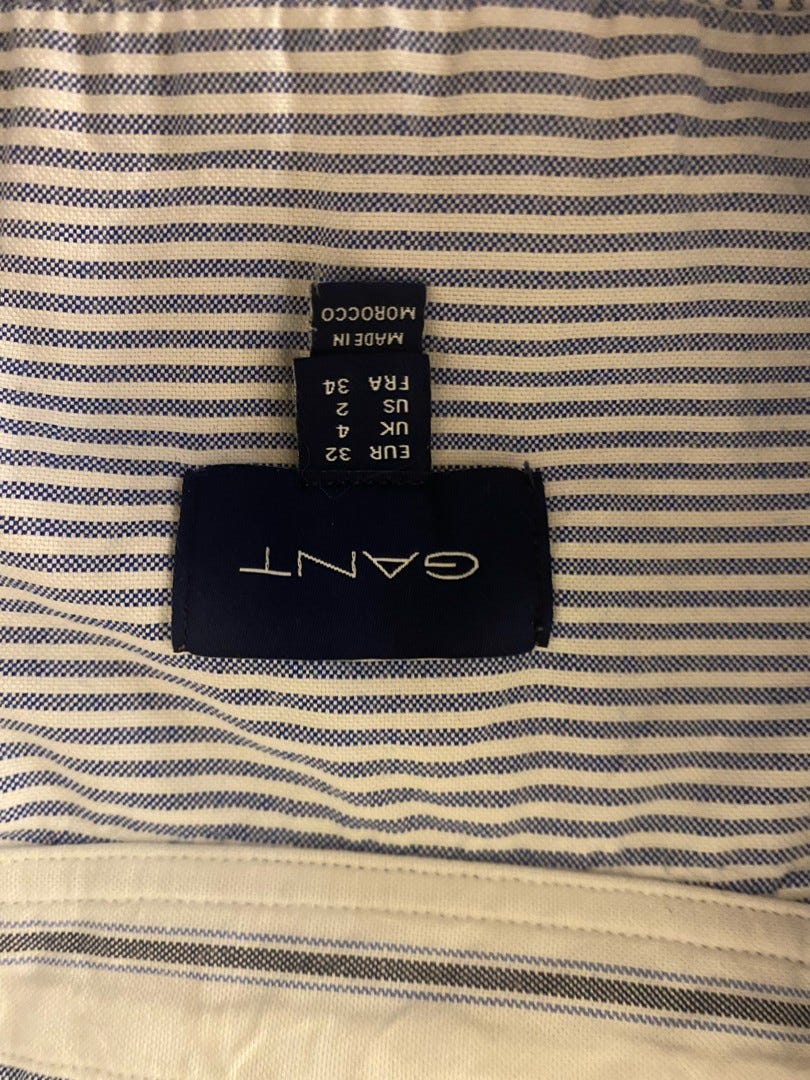 GANT
EUR 32
UK 4
US 2
FRA 34
MADE IN
MOROCCO